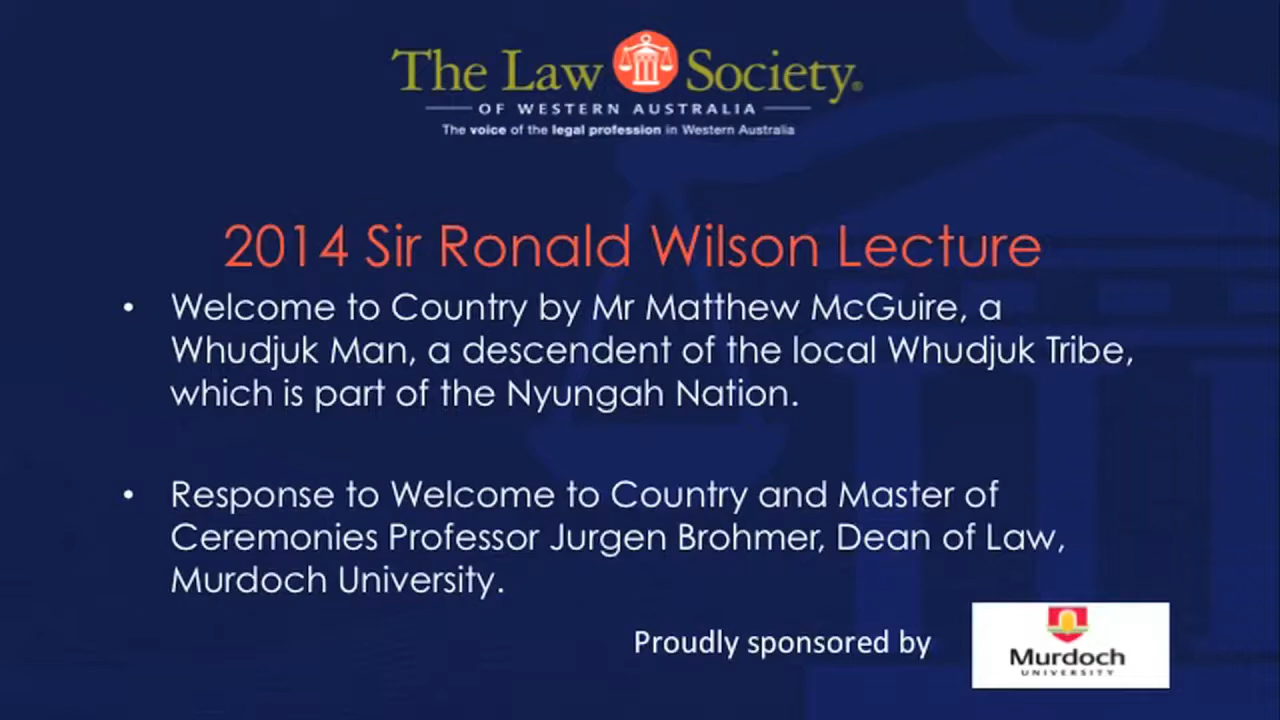 The Law Society
OF WESTERN AUSTRALIA
The voice of the legal profession in Western Australia
2014 Sir Ronald Wilson Lecture
• Welcome to Country by Mr Matthew McGuire, a
Whudjuk Man, a descendent of the local Whudjuk Tribe,
which is part of the Nyungah Nation.
• Response to Welcome to Country and Master of
Ceremonies Professor Jurgen Brohmer, Dean of Law,
Murdoch University.
Proudly sponsored by
Murdoch
UNIVERSITY